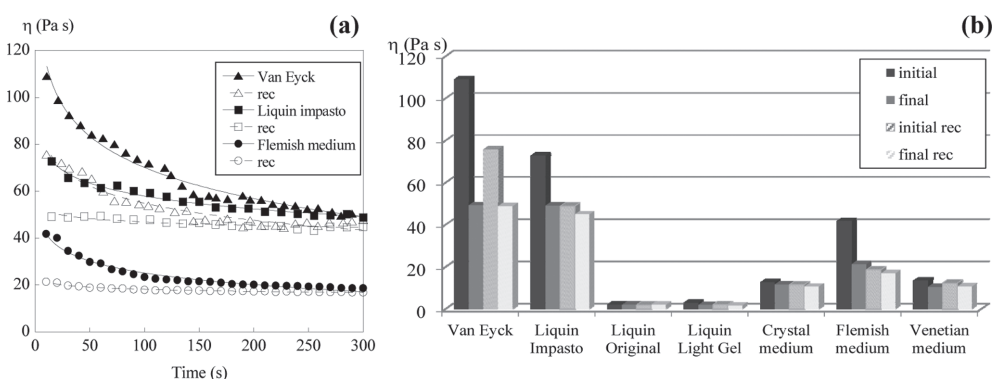 η (Pa s)
(a)
120
100
80
60
40
20
0
Van Eyck
rec
Liquin impasto
rec
Flemish medium
rec
0 50 100 150 200 250 300
Time (s)
(b)
η (Pa s)
120
100
80
60
40
20
0
initial
final
initial rec
final rec
Van Eyck Liquin Liquin Liquin Crystal Flemish Venetian
Impasto Original Light Gel medium medium medium